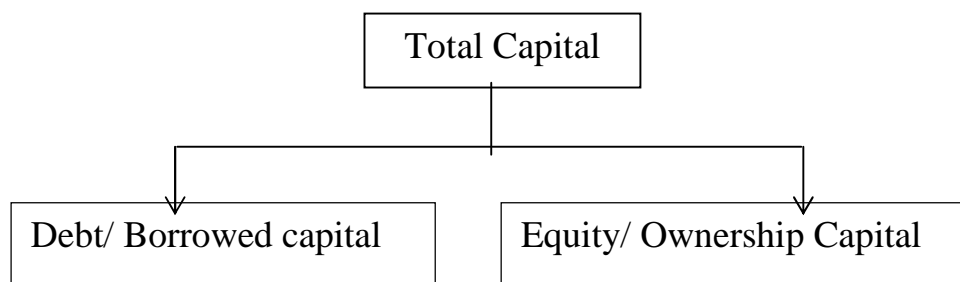 Total Capital
Debt/ Borrowed capital
Equity/ Ownership Capital